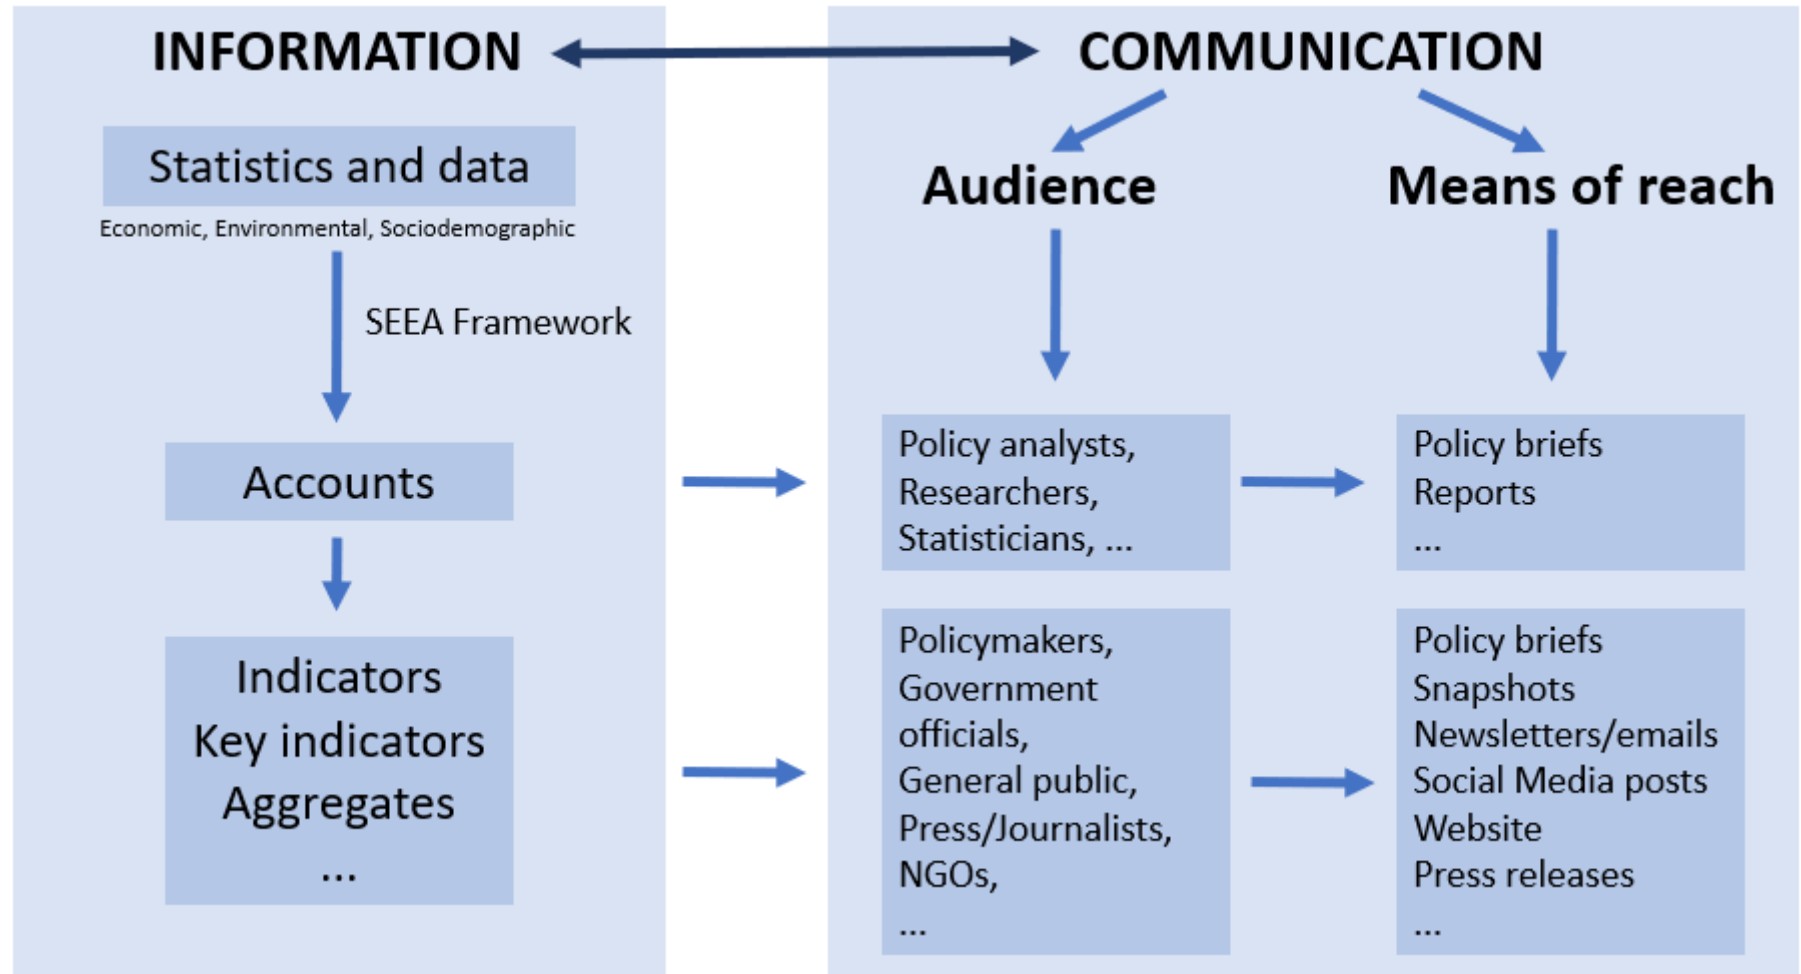 INFORMATION
Statistics and data
Economic, Environmental, Sociodemographic
SEEA Framework
Accounts
Indicators
Key indicators
Aggregates
...
COMMUNICATION
Audience
Means of reach
Policy analysts,
Researchers,
Statisticians, ...
Policy briefs
Reports
...
Policymakers,
Government
officials,
General public,
Press/Journalists,
NGOs,
...
Policy briefs
Snapshots
Newsletters/emails
Social Media posts
Website
Press releases
...